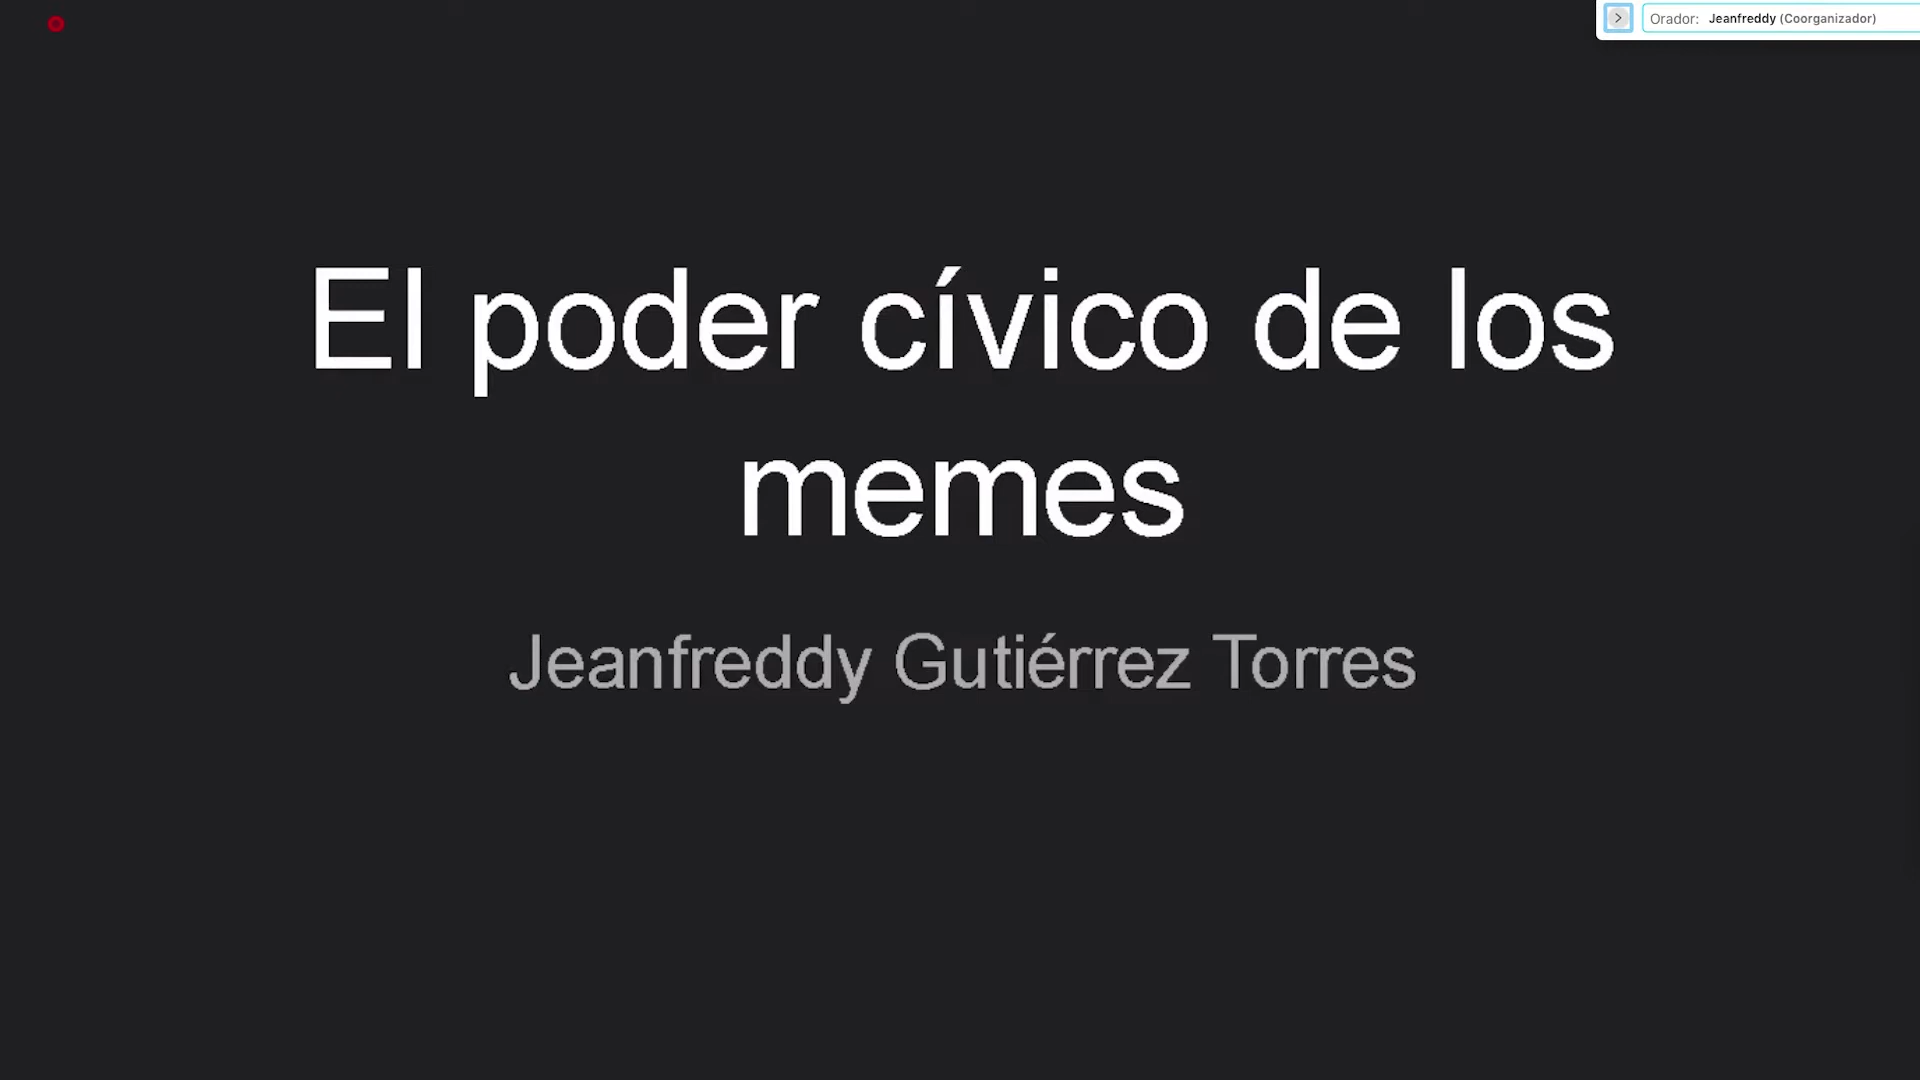 Orador: Jeanfreddy (Coorganizador)
El poder cívico de los
memes
Jeanfreddy Gutiérrez Torres